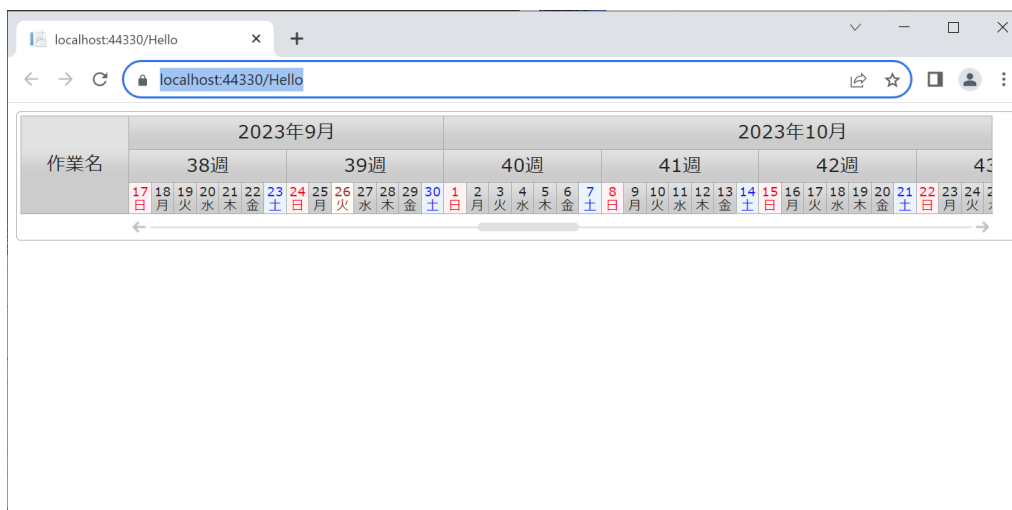 localhost:44330/Hello
localhost:44330/Hello
2023年9月 2023年10月
作業名
38週 39週 40週 41週 42週
17 18 19 20 21 22 23 24 25 26 27 28 29 30 1 2 3 4 5 6 7 8 9 10 11 12 13 14 15 16 17 18 19 20 21 22 23 24
日 月 火 水 木 金 土 日 月 火 水 木 金 土 日 月 火 水 木 金 土 日 月 火 水 木 金 土 日 月 火 水 木 金 土 日 月 火